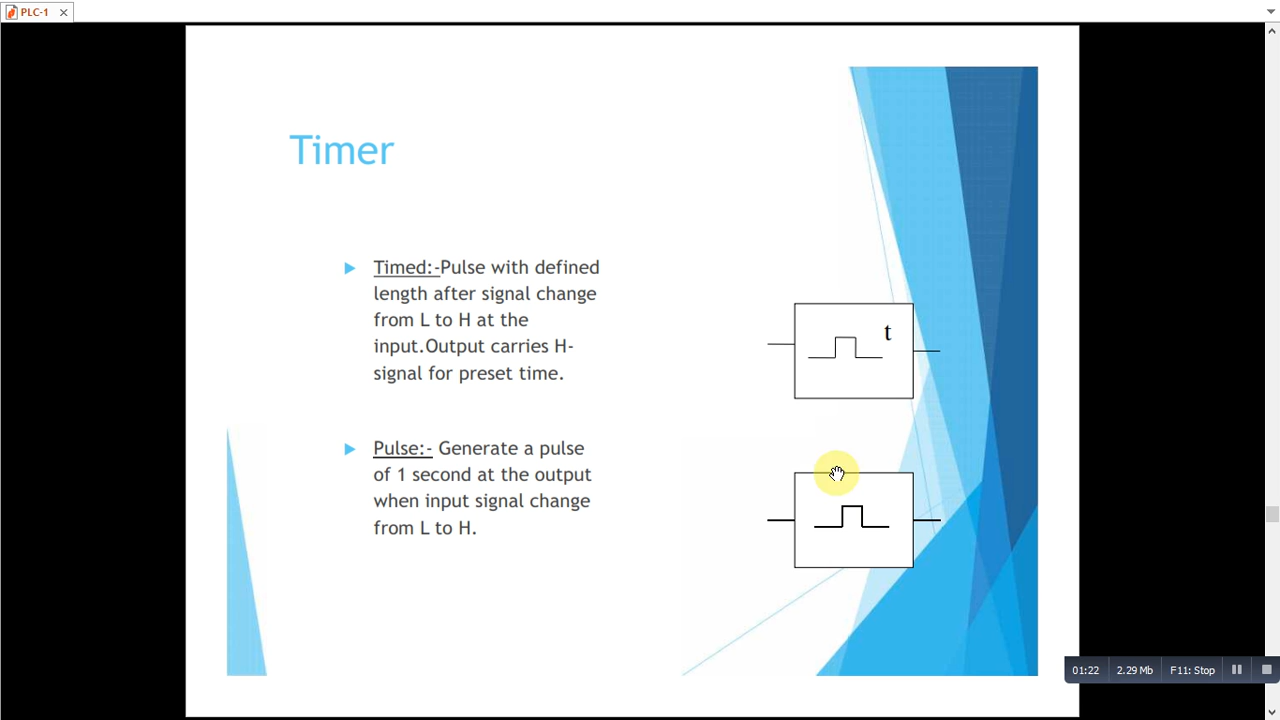 PLC-1
Timer
Timed:-Pulse with defined
length after signal change
from L to H at the
input.Output carries H-
signal for preset time.
t
Pulse:- Generate a pulse
of 1 second at the output
when input signal change
from L to H.
01:22 2.29 Mb F11: Stop